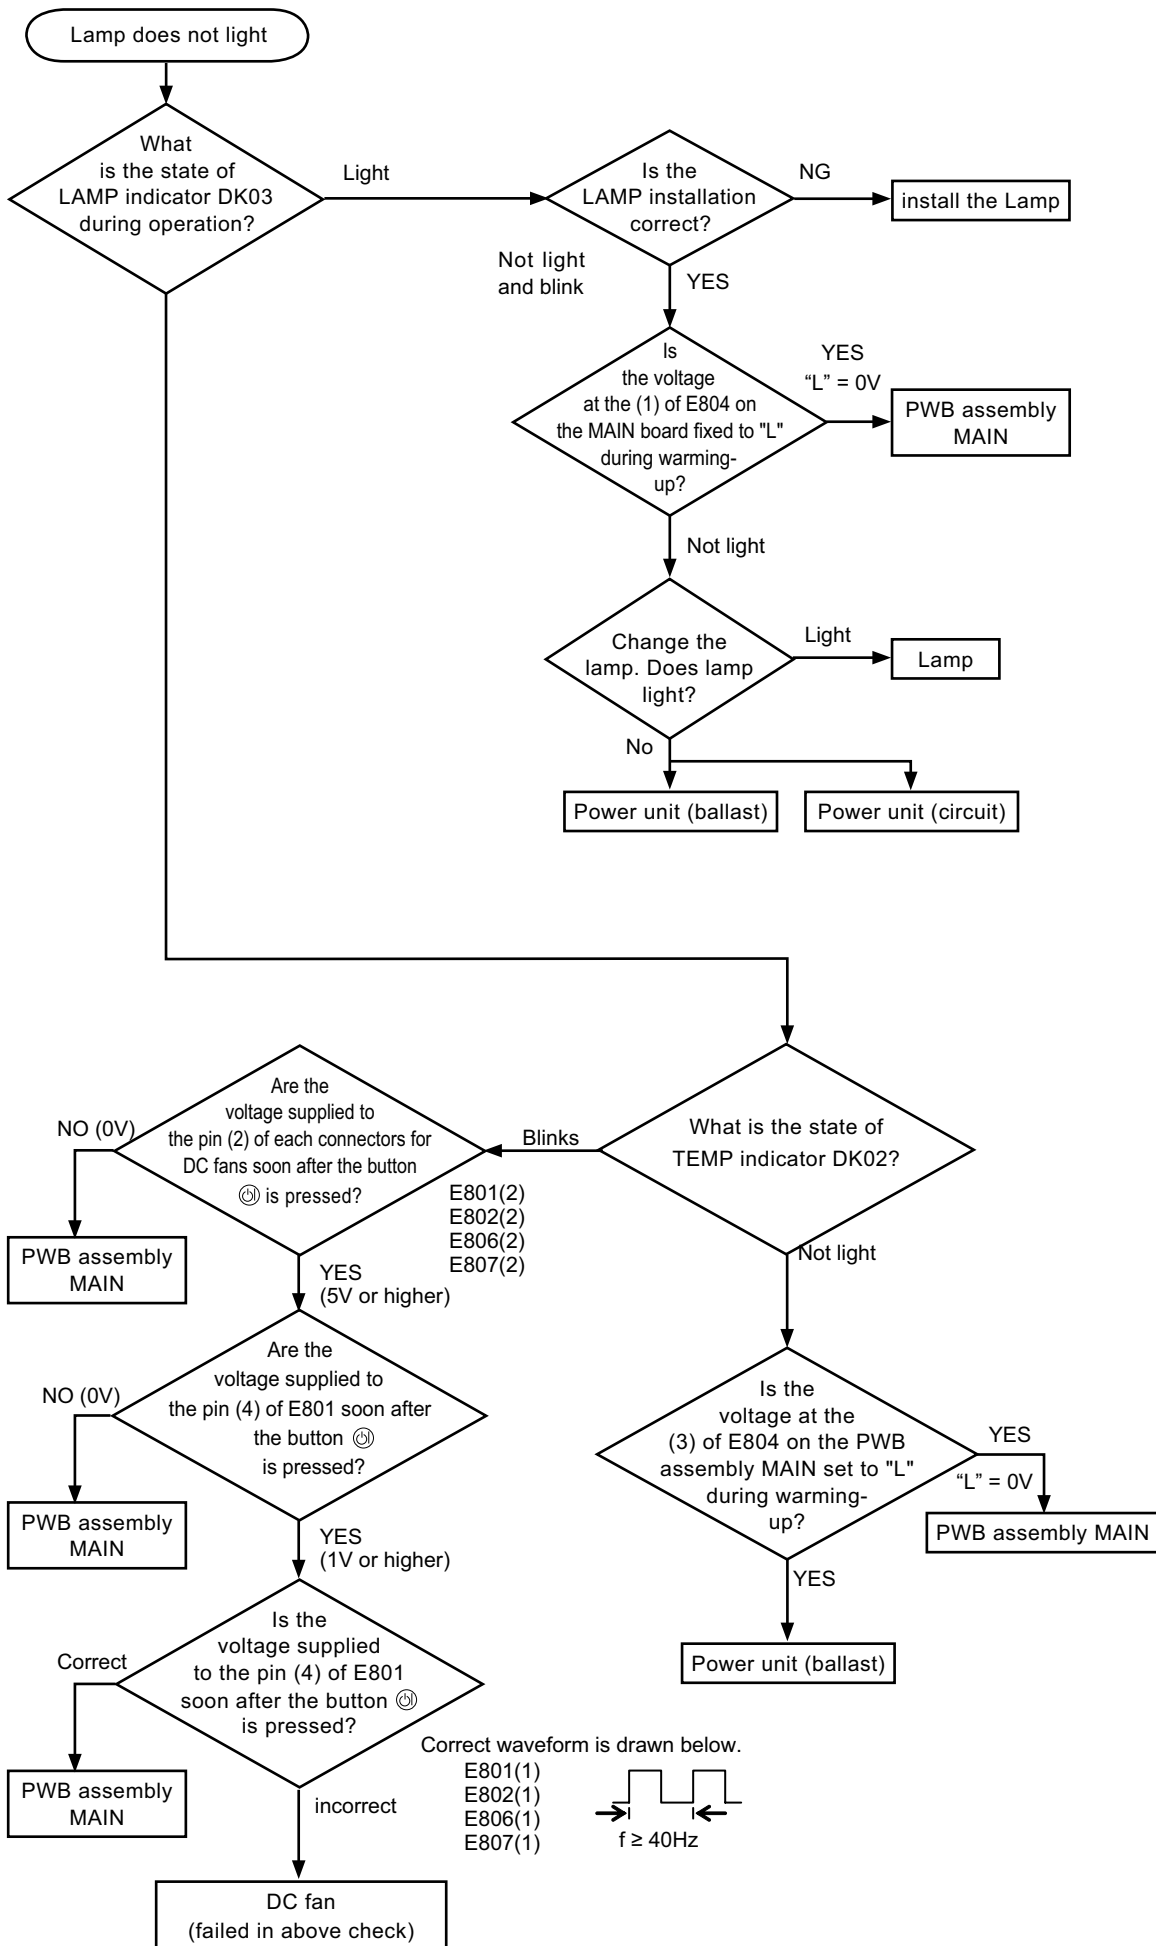 Lamp does not light
What
is the state of
LAMP indicator DK03
during operation?
Light
Is the
LAMP installation
correct?
NG
install the Lamp
Not light
and blink
YES
Is
the voltage
at the (1) of E804 on
the MAIN board fixed to "L"
during warming-
up?
YES
“L” = 0V
PWB assembly
MAIN
Not light
Change the
lamp. Does lamp
light?
Light
Lamp
No
Power unit (ballast)
Power unit (circuit)
Are the
voltage supplied to
the pin (2) of each connectors for
DC fans soon after the button
is pressed?
NO (0V)
PWB assembly
MAIN
Blinks
What is the state of
TEMP indicator DK02?
E801(2)
E802(2)
E806(2)
E807(2)
Not light
YES
(5V or higher)
Are the
voltage supplied to
the pin (4) of E801 soon after
the button
is pressed?
NO (0V)
PWB assembly
MAIN
Is the
voltage at the
(3) of E804 on the PWB
assembly MAIN set to "L"
during warming-
up?
YES
“L” = 0V
PWB assembly MAIN
YES
Power unit (ballast)
YES
(1V or higher)
Is the
voltage supplied
to the pin (4) of E801
soon after the button
is pressed?
Correct
PWB assembly
MAIN
Correct waveform is drawn below.
E801(1)
E802(1)
E806(1)
E807(1)
f ≥ 40Hz
incorrect
DC fan
(failed in above check)